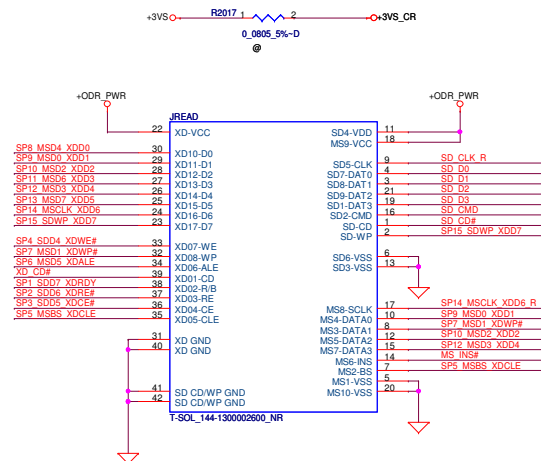 +3VS R2017 1 2 +3VS_CR
0_0805_5%~D
@
+ODR_PWR +ODR_PWR
JREAD
22 XD-VCC SD4-VDD 11
MS9-VCC 18
SP8_MSD4_XDD0 30 XD10-D0 SD5-CLK 9 SD_CLK_R
SP9_MSD0_XDD1 29 XD11-D1 SD7-DAT0 4 SD_D0
SP10_MSD2_XDD2 28 XD12-D2 SD8-DAT1 3 SD_D1
SP11_MSD6_XDD3 27 XD13-D3 SD9-DAT2 21 SD_D2
SP12_MSD3_XDD4 26 XD14-D4 SD1-DAT3 19 SD_D3
SP13_MSD7_XDD5 25 XD15-D5 SD2-CMD 16 SD_CMD
SP14_MSCLK_XDD6 24 XD16-D6 SD-CD 1 SD_CD#
SP15_SDWP_XDD7 23 XD17-D7 SD-WP 2 SP15_SDWP_XDD7
SP4_SDD4_XDWE# 33 XD07-WE SD6-VSS 6
SP7_MSD1_XDWP# 32 XD08-WP SD3-VSS 13
SP6_MSD5_XDALE 34 XD06-ALE
XD_CD# 39 XD01-CD
SP1_SDD7_XDRDY 38 XD02-R/B
SP2_SDD6_XDRE# 37 XD03-RE MS8-SCLK 17 SP14_MSCLK_XDD6_R
SP3_SDD5_XDCE# 36 XD04-CE MS4-DATA0 10 SP9_MSD0_XDD1
SP5_MSBS_XDCLE 35 XD05-CLE MS3-DATA1 8 SP7_MSD1_XDWP#
MS5-DATA2 12 SP10_MSD2_XDD2
31 XD GND MS7-DATA3 15 SP12_MSD3_XDD4
40 XD GND MS6-INS 14 MS_INS#
MS2-BS 7 SP5_MSBS_XDCLE
MS1-VSS 5
41 SD CD/WP GND MS10-VSS 20
42 SD CD/WP GND
T-SOL_144-1300002600_NR